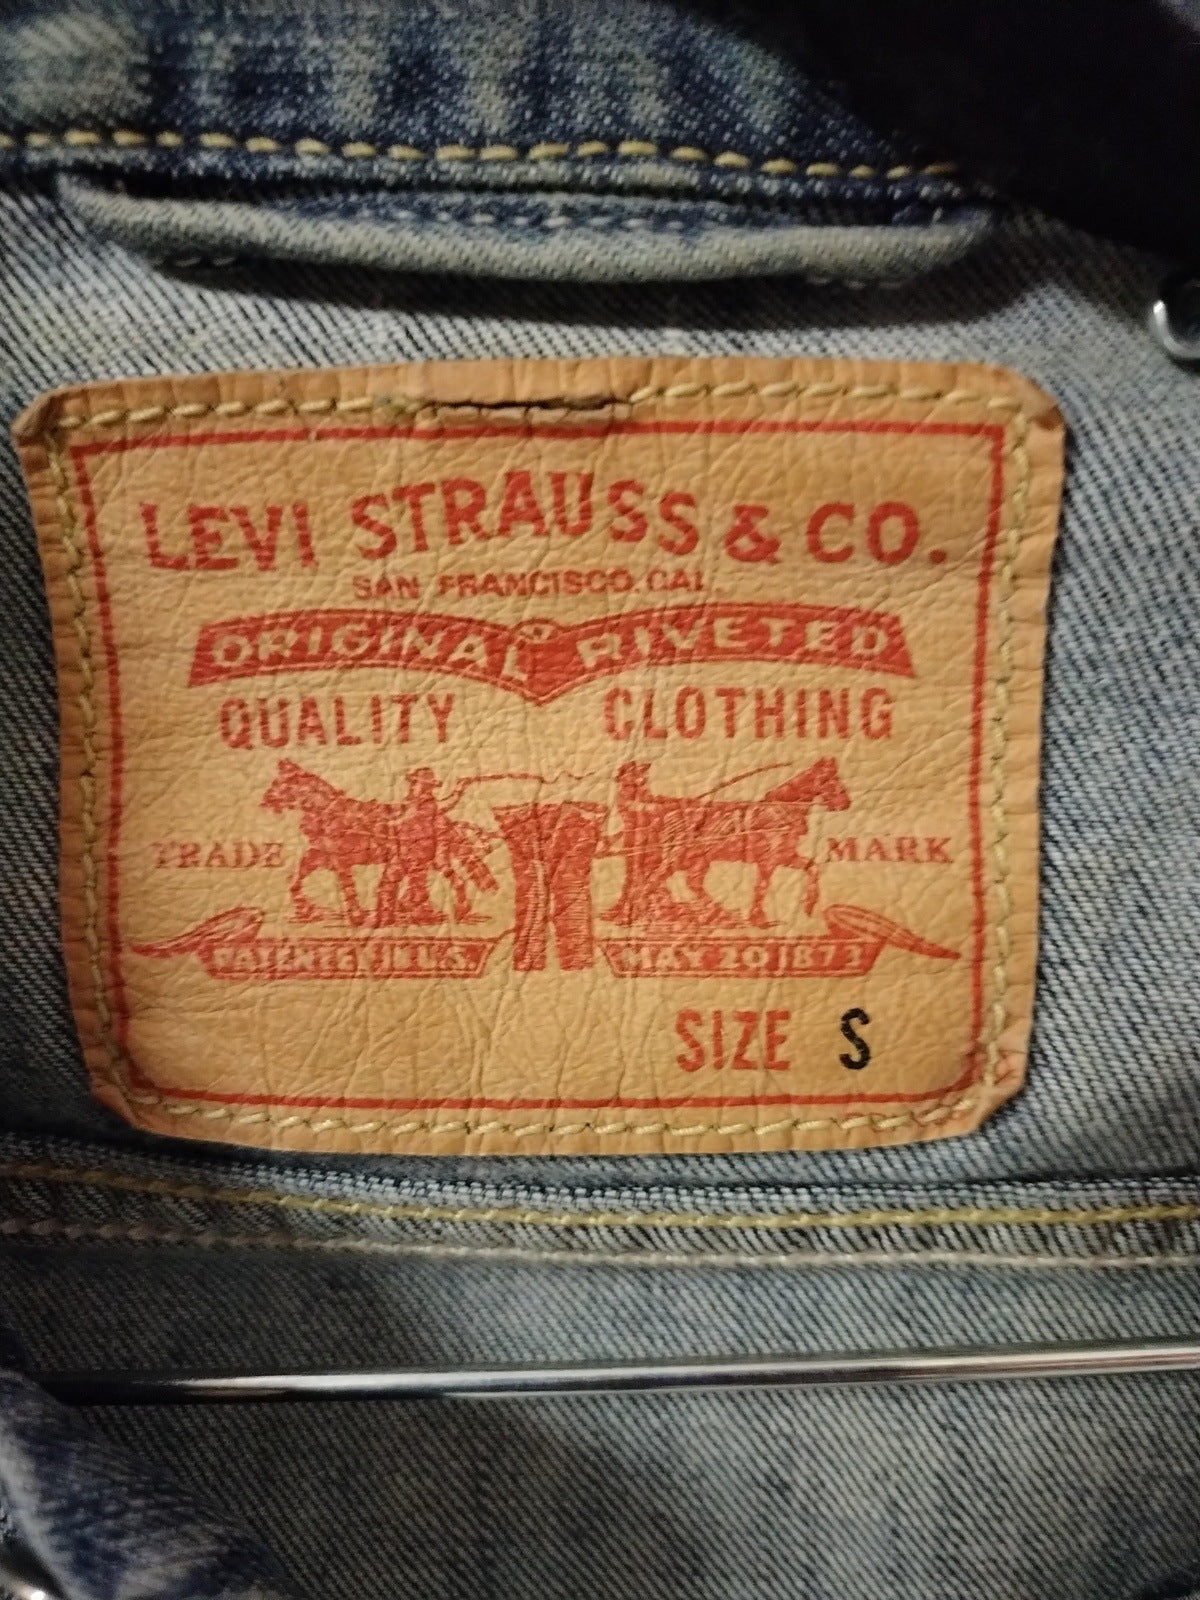 LEVI STRAUSS & CO.
SAN FRANCISCO. CAL.
ORIGINAL RIVETED
QUALITY CLOTHING
TRADE MARK
PATENTED IN U.S. MAY 20 1873
SIZE S